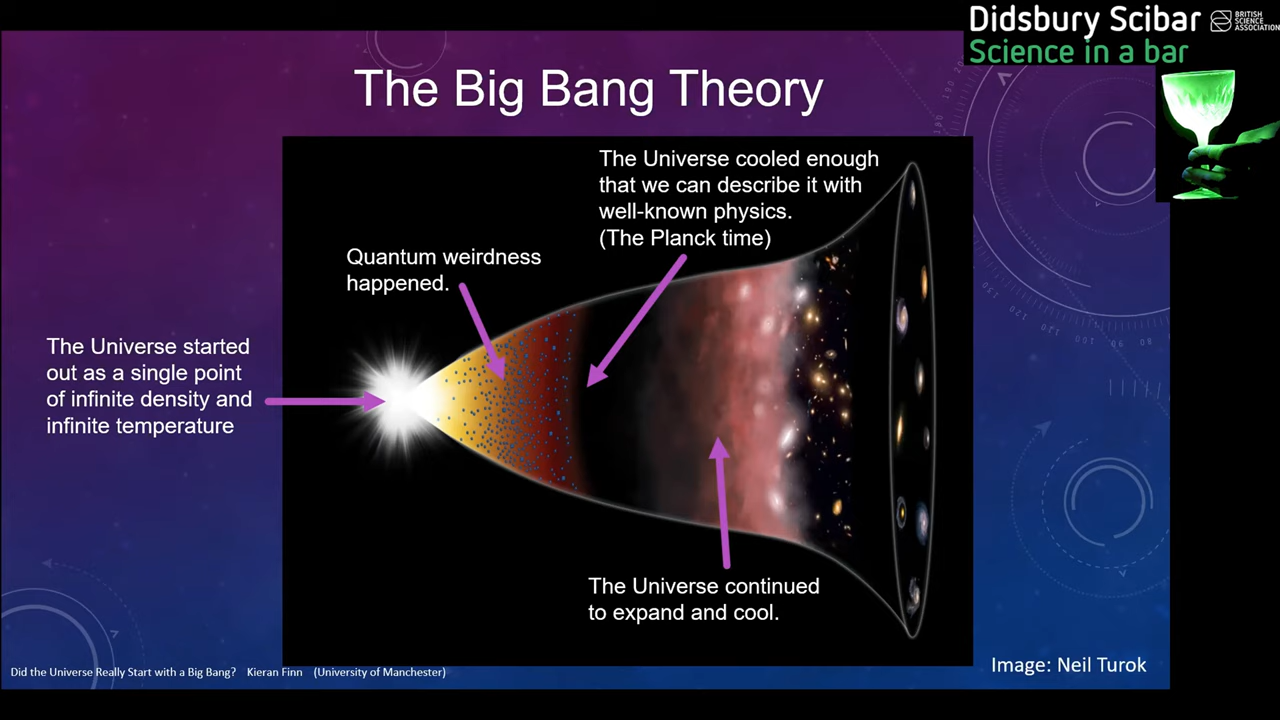 Didsbury Scibar
BRITISH
SCIENCE
ASSOCIATION
Science in a bar
The Big Bang Theory
The Universe cooled enough
that we can describe it with
well-known physics.
(The Planck time)
Quantum weirdness
happened.
The Universe started
out as a single point
of infinite density and
infinite temperature
The Universe continued
to expand and cool.
Image: Neil Turok
Did the Universe Really Start with a Big Bang? Kieran Finn (University of Manchester)